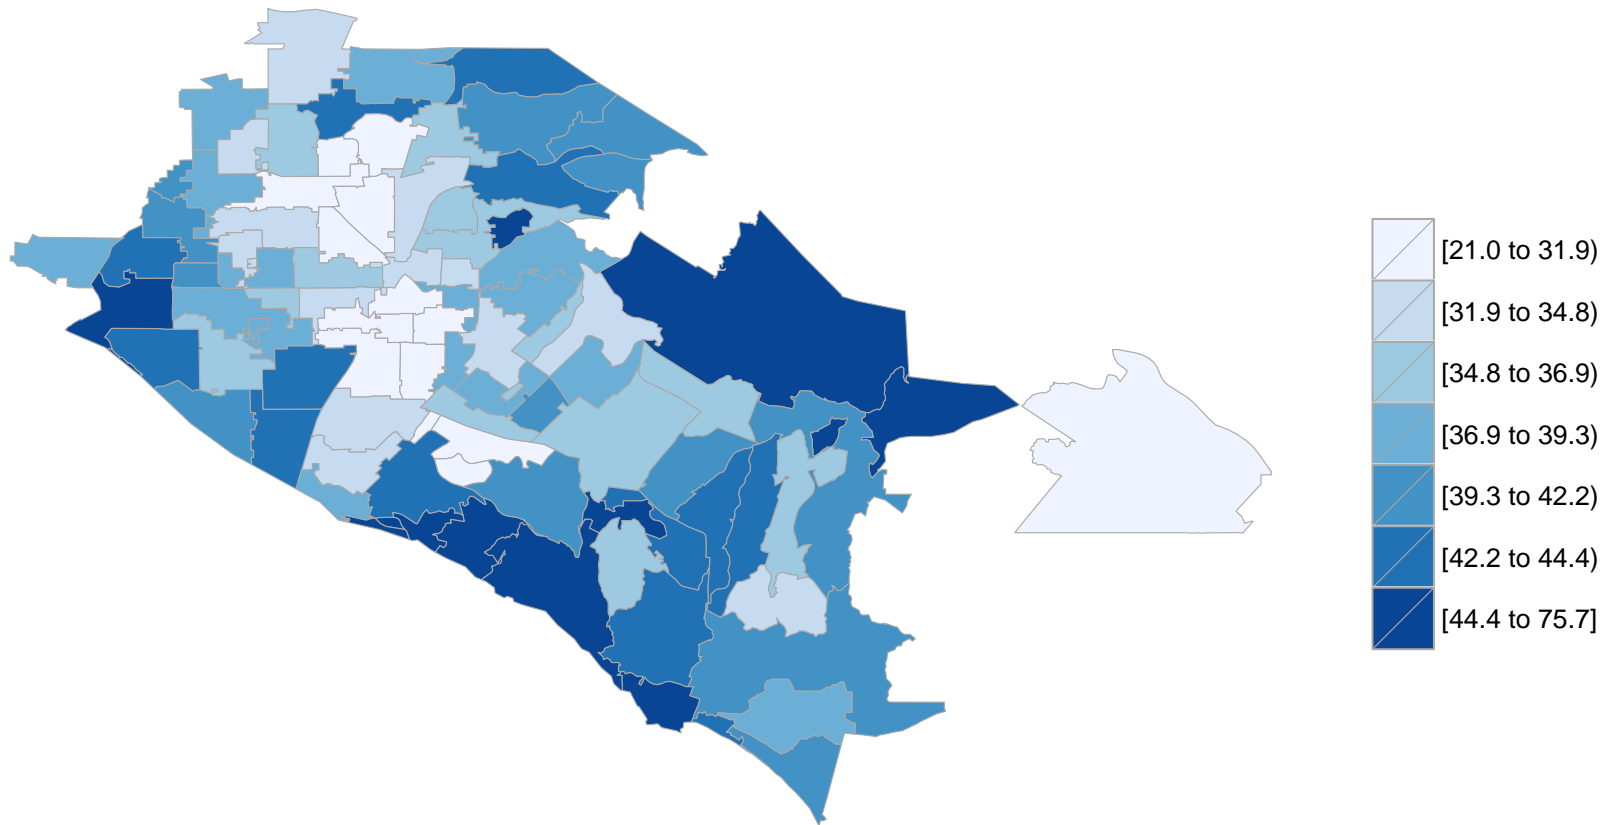 [21.0 to 31.9)
[31.9 to 34.8)
[34.8 to 36.9)
[36.9 to 39.3)
[39.3 to 42.2)
[42.2 to 44.4)
[44.4 to 75.7]